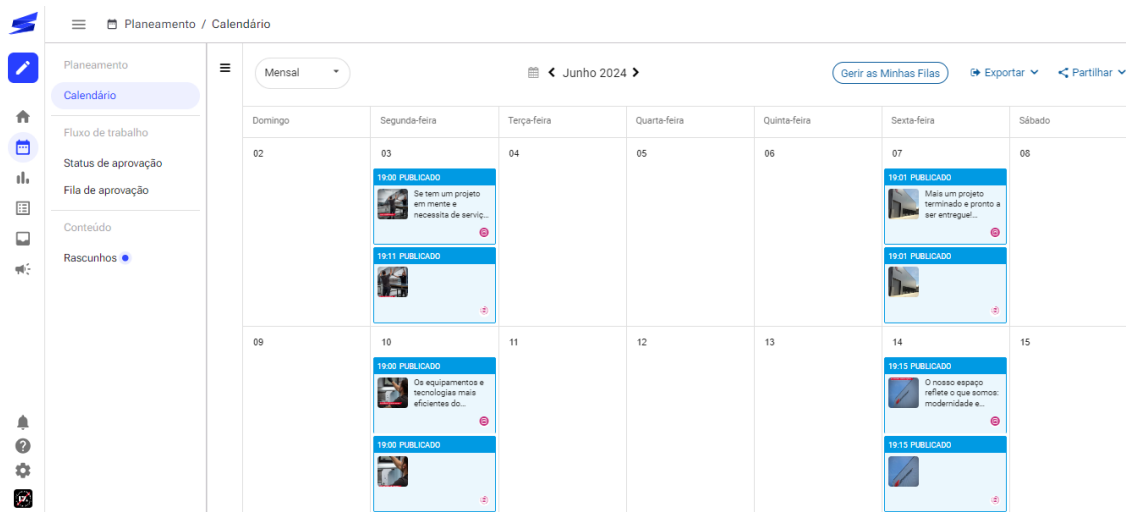 Planeamento / Calendário
Planeamento
Calendário
Fluxo de trabalho
Status de aprovação
Fila de aprovação
Conteúdo
Rascunhos
Mensal
Junho 2024
Gerir as Minhas Filas
Exportar
Partilhar
Domingo
Segunda-feira
Terça-feira
Quarta-feira
Quinta-feira
Sexta-feira
Sábado
02
03
04
05
06
07
08
19:00 PUBLICADO
Se tem um projeto
em mente e
necessita de serviç...
19:11 PUBLICADO
19:01 PUBLICADO
Mais um projeto
terminado e pronto a
ser entregue!...
19:01 PUBLICADO
09
10
11
12
13
14
15
19:00 PUBLICADO
Os equipamentos e
tecnologias mais
eficientes do...
19:00 PUBLICADO
19:15 PUBLICADO
O nosso espaço
reflete o que somos:
modernidade e...
19:15 PUBLICADO